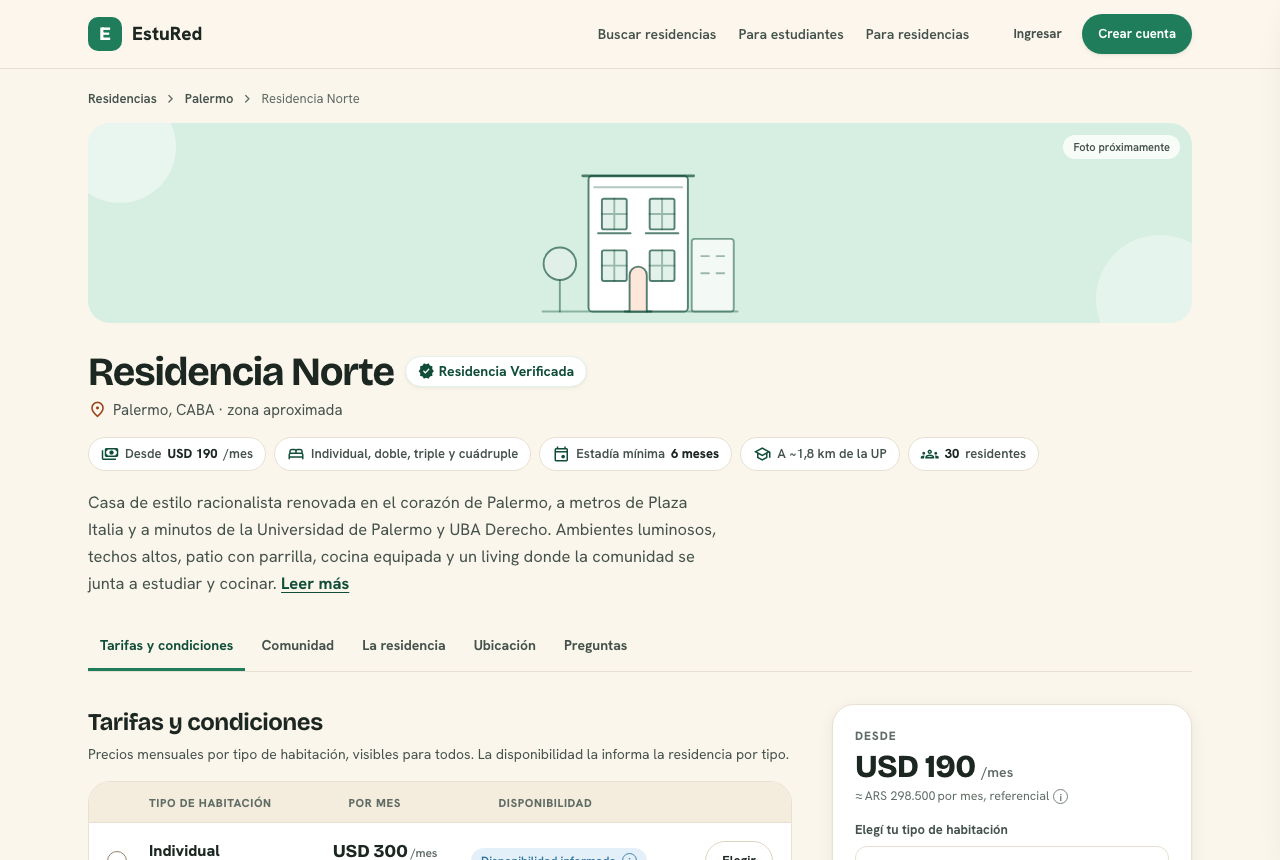 E EstuRed Buscar residencias Para estudiantes Para residencias Ingresar Crear cuenta
Residencias > Palermo > Residencia Norte
Foto próximamente
Residencia Norte Residencia Verificada
Palermo, CABA · zona aproximada
Desde USD 190 /mes Individual, doble, triple y cuádruple Estadía mínima 6 meses A ~1,8 km de la UP 30 residentes
Casa de estilo racionalista renovada en el corazón de Palermo, a metros de Plaza
Italia y a minutos de la Universidad de Palermo y UBA Derecho. Ambientes luminosos,
techos altos, patio con parrilla, cocina equipada y un living donde la comunidad se
junta a estudiar y cocinar. Leer más
Tarifas y condiciones Comunidad La residencia Ubicación Preguntas
Tarifas y condiciones
Precios mensuales por tipo de habitación, visibles para todos. La disponibilidad la informa la residencia por tipo.
TIPO DE HABITACIÓN POR MES DISPONIBILIDAD
Individual USD 300 /mes Disponibilidad informada Elegir
DESDE
USD 190 /mes
≈ ARS 298.500 por mes, referencial
Elegí tu tipo de habitación